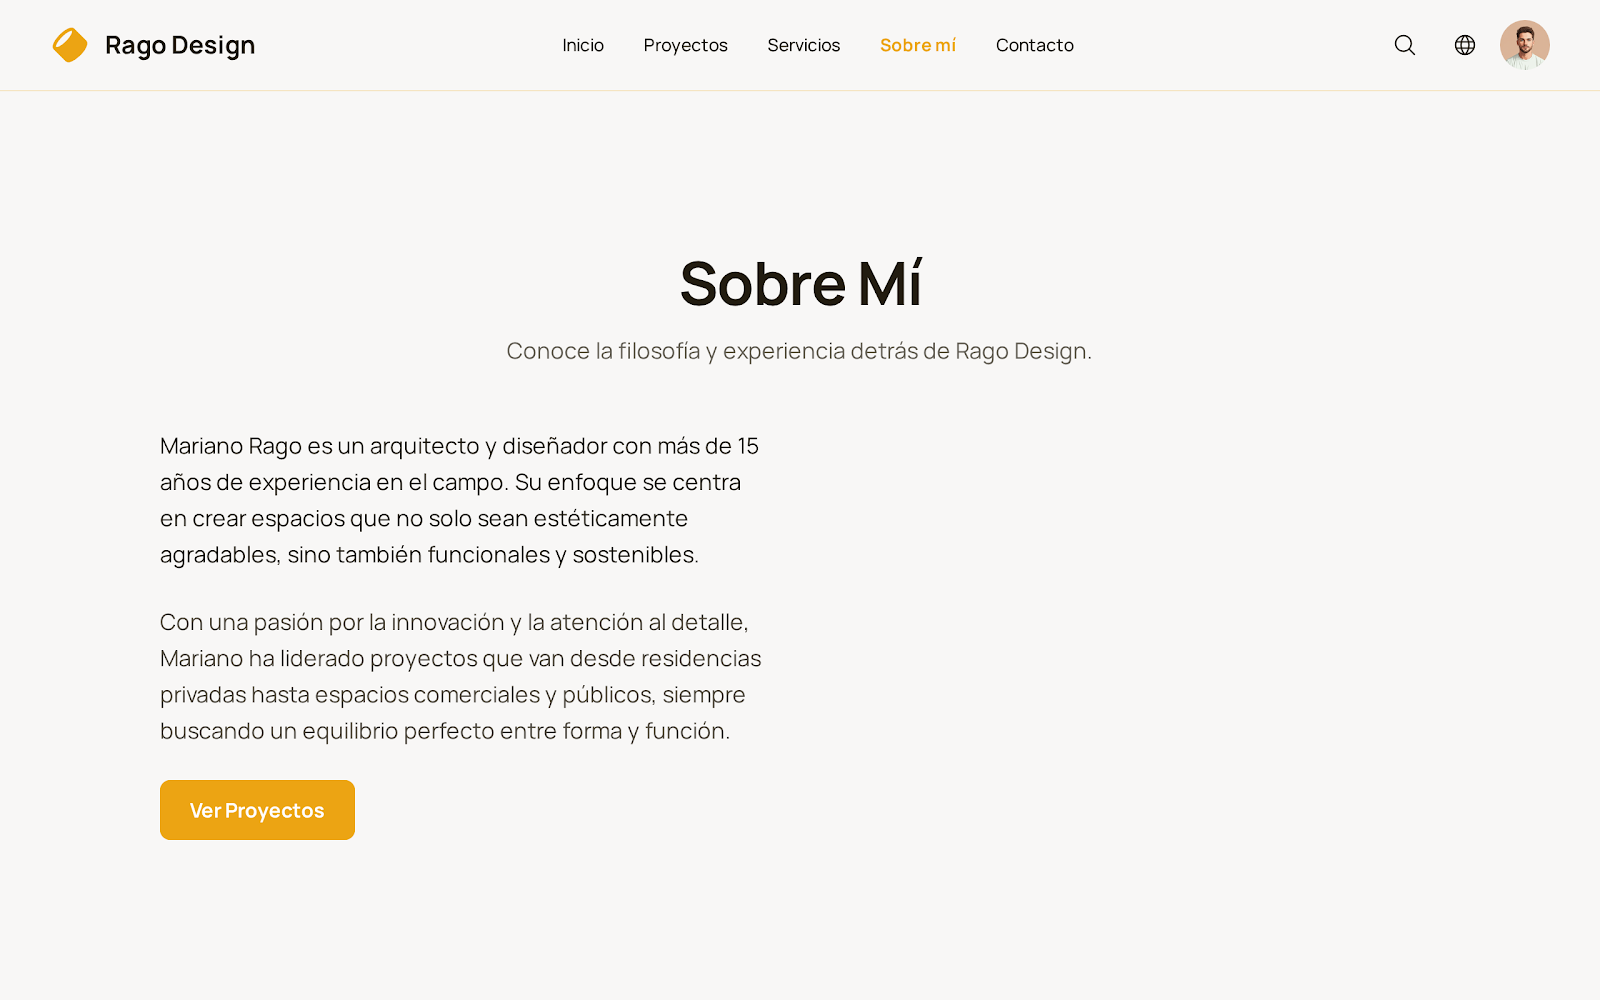 Rago Design
Inicio
Proyectos
Servicios
Sobre mí
Contacto
Sobre Mí
Conoce la filosofía y experiencia detrás de Rago Design.
Mariano Rago es un arquitecto y diseñador con más de 15
años de experiencia en el campo. Su enfoque se centra
en crear espacios que no solo sean estéticamente
agradables, sino también funcionales y sostenibles.
Con una pasión por la innovación y la atención al detalle,
Mariano ha liderado proyectos que van desde residencias
privadas hasta espacios comerciales y públicos, siempre
buscando un equilibrio perfecto entre forma y función.
Ver Proyectos